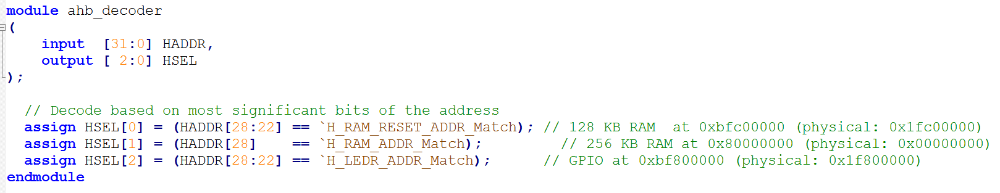 module ahb_decoder
(
    input  [31:0] HADDR,
    output [ 2:0] HSEL
);
  // Decode based on most significant bits of the address
  assign HSEL[0] = (HADDR[28:22] == `H_RAM_RESET_ADDR_Match); // 128 KB RAM  at 0xbfc00000 (physical: 0x1fc00000)
  assign HSEL[1] = (HADDR[28]    == `H_RAM_ADDR_Match);         // 256 KB RAM at 0x80000000 (physical: 0x00000000)
  assign HSEL[2] = (HADDR[28:22] == `H_LEDR_ADDR_Match);      // GPIO at 0xbf800000 (physical: 0x1f800000)
endmodule